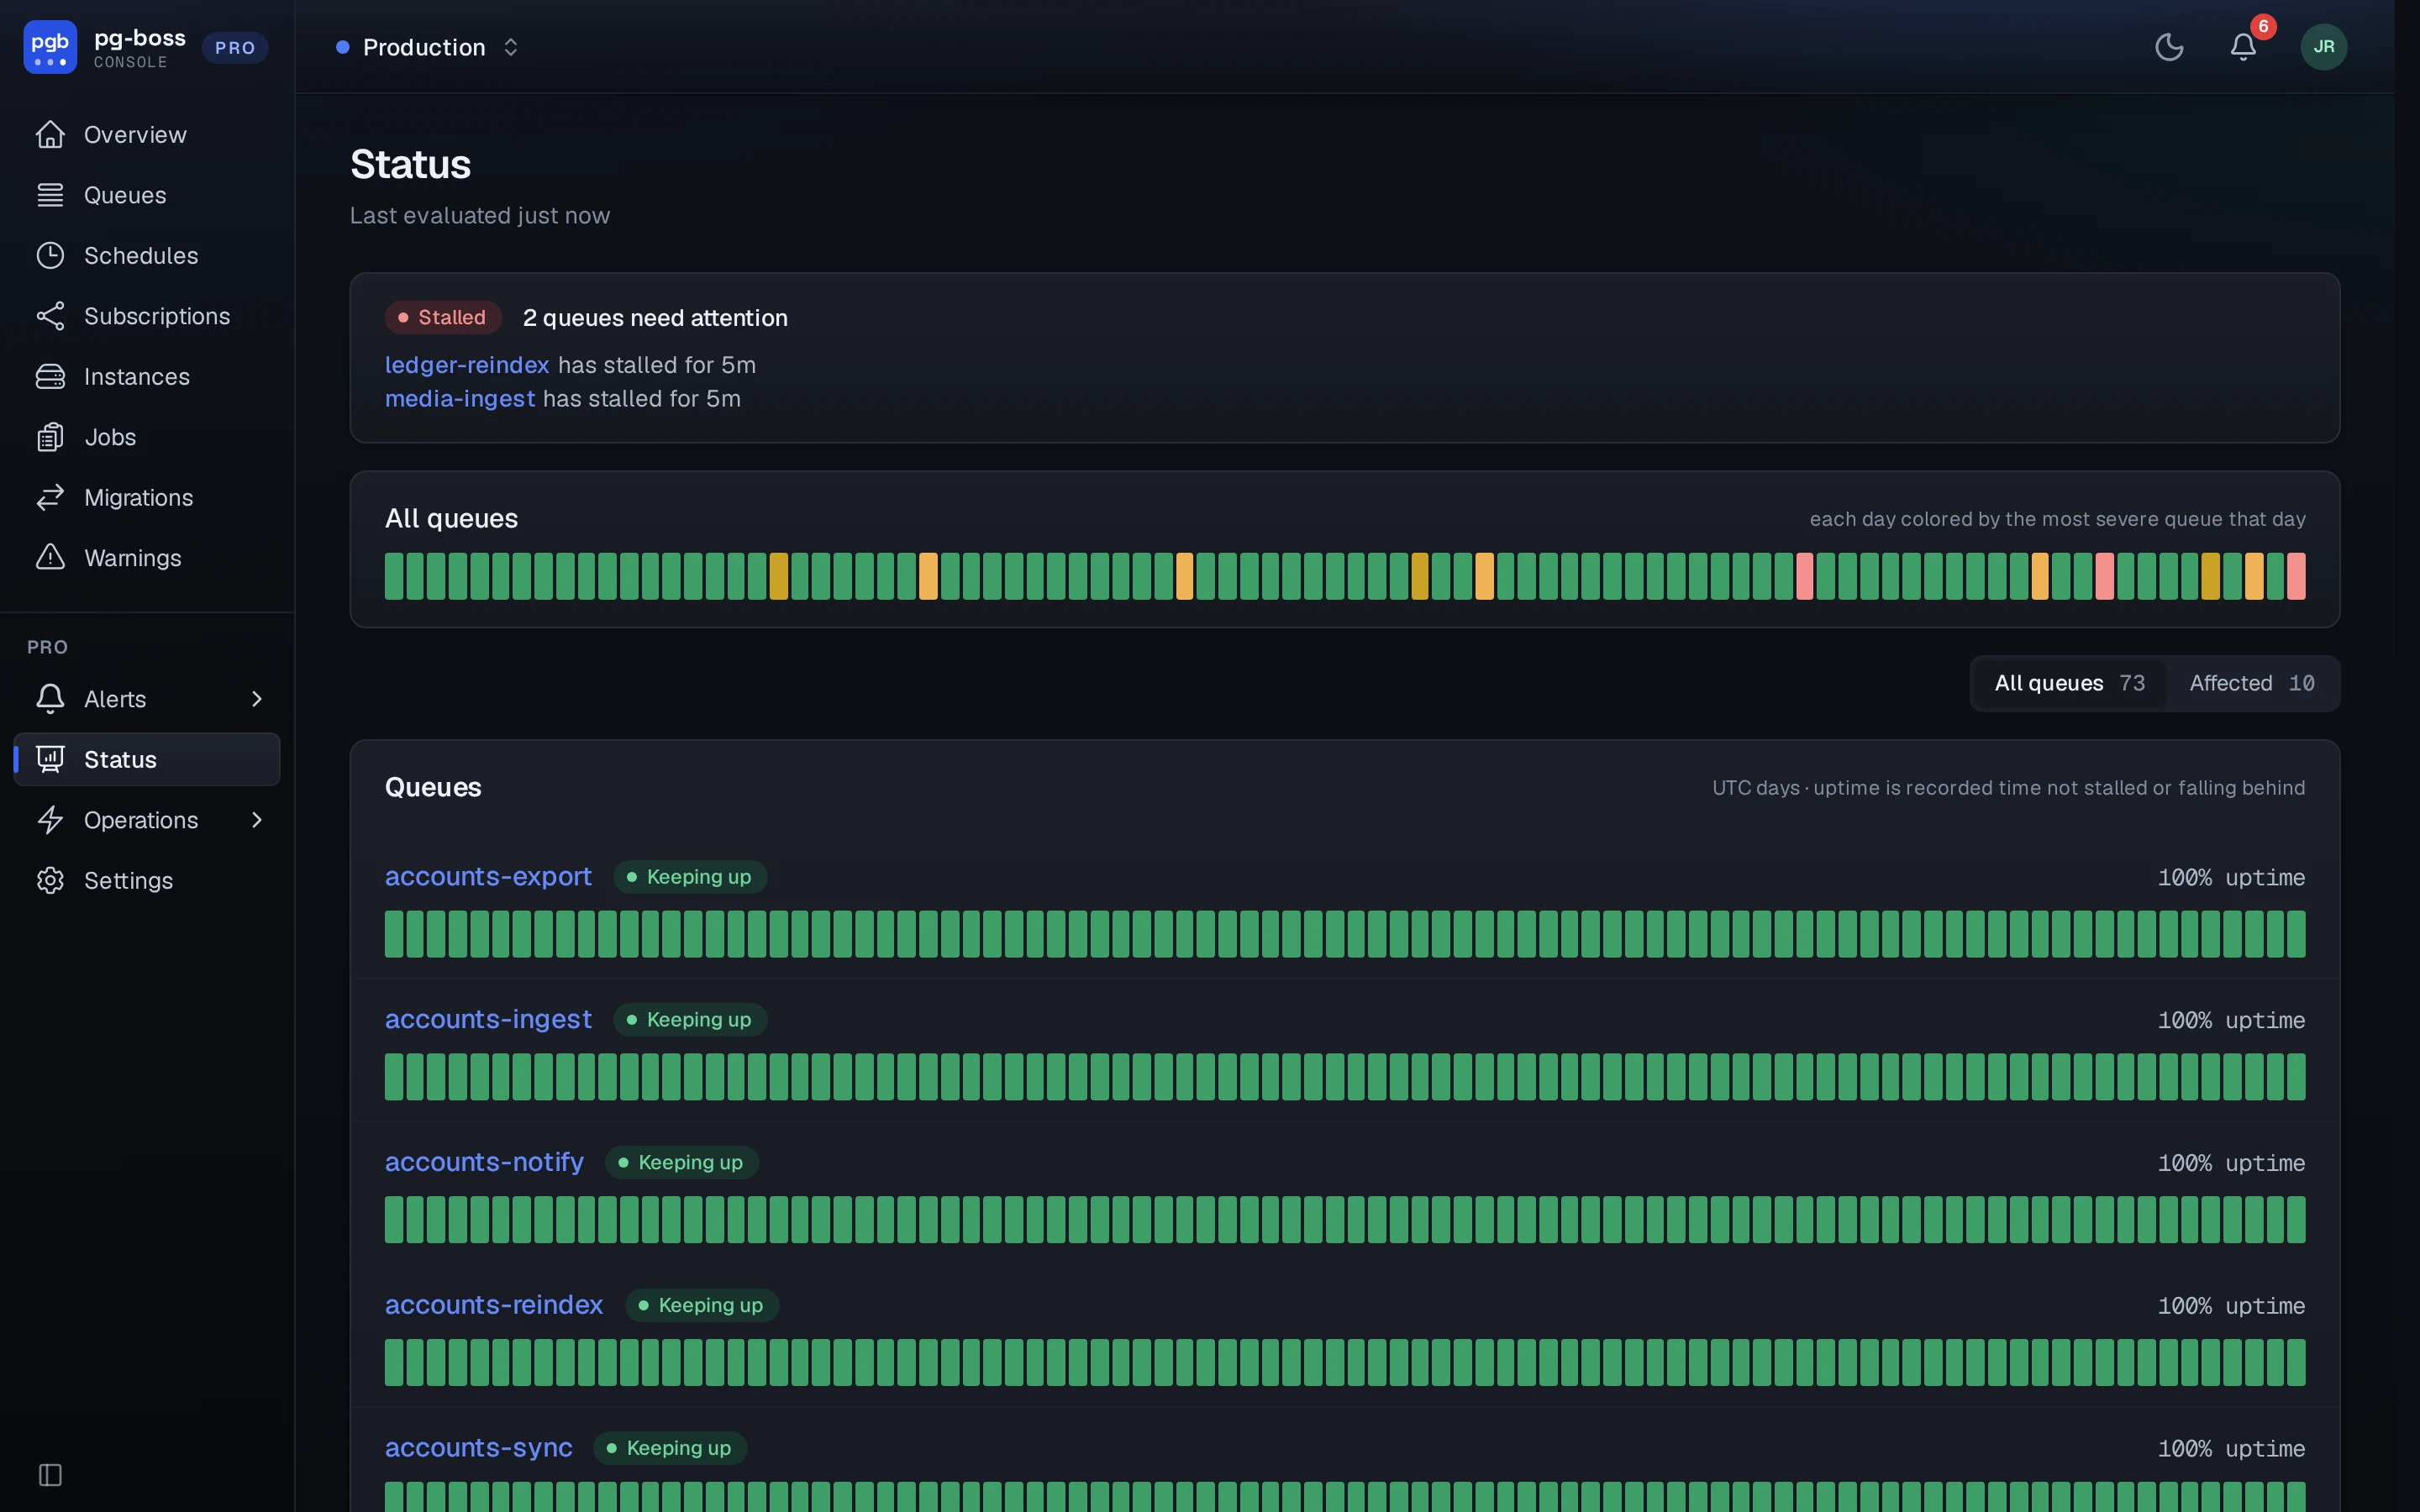 pgb
pg-boss
CONSOLE
PRO
Overview
Queues
Schedules
Subscriptions
Instances
Jobs
Migrations
Warnings
PRO
Alerts
Status
Operations
Settings
Production
6
JR
Status
Last evaluated just now
Stalled 2 queues need attention
ledger-reindex has stalled for 5m
media-ingest has stalled for 5m
All queues each day colored by the most severe queue that day
All queues 73 Affected 10
Queues UTC days · uptime is recorded time not stalled or falling behind
accounts-export Keeping up 100% uptime
accounts-ingest Keeping up 100% uptime
accounts-notify Keeping up 100% uptime
accounts-reindex Keeping up 100% uptime
accounts-sync Keeping up 100% uptime